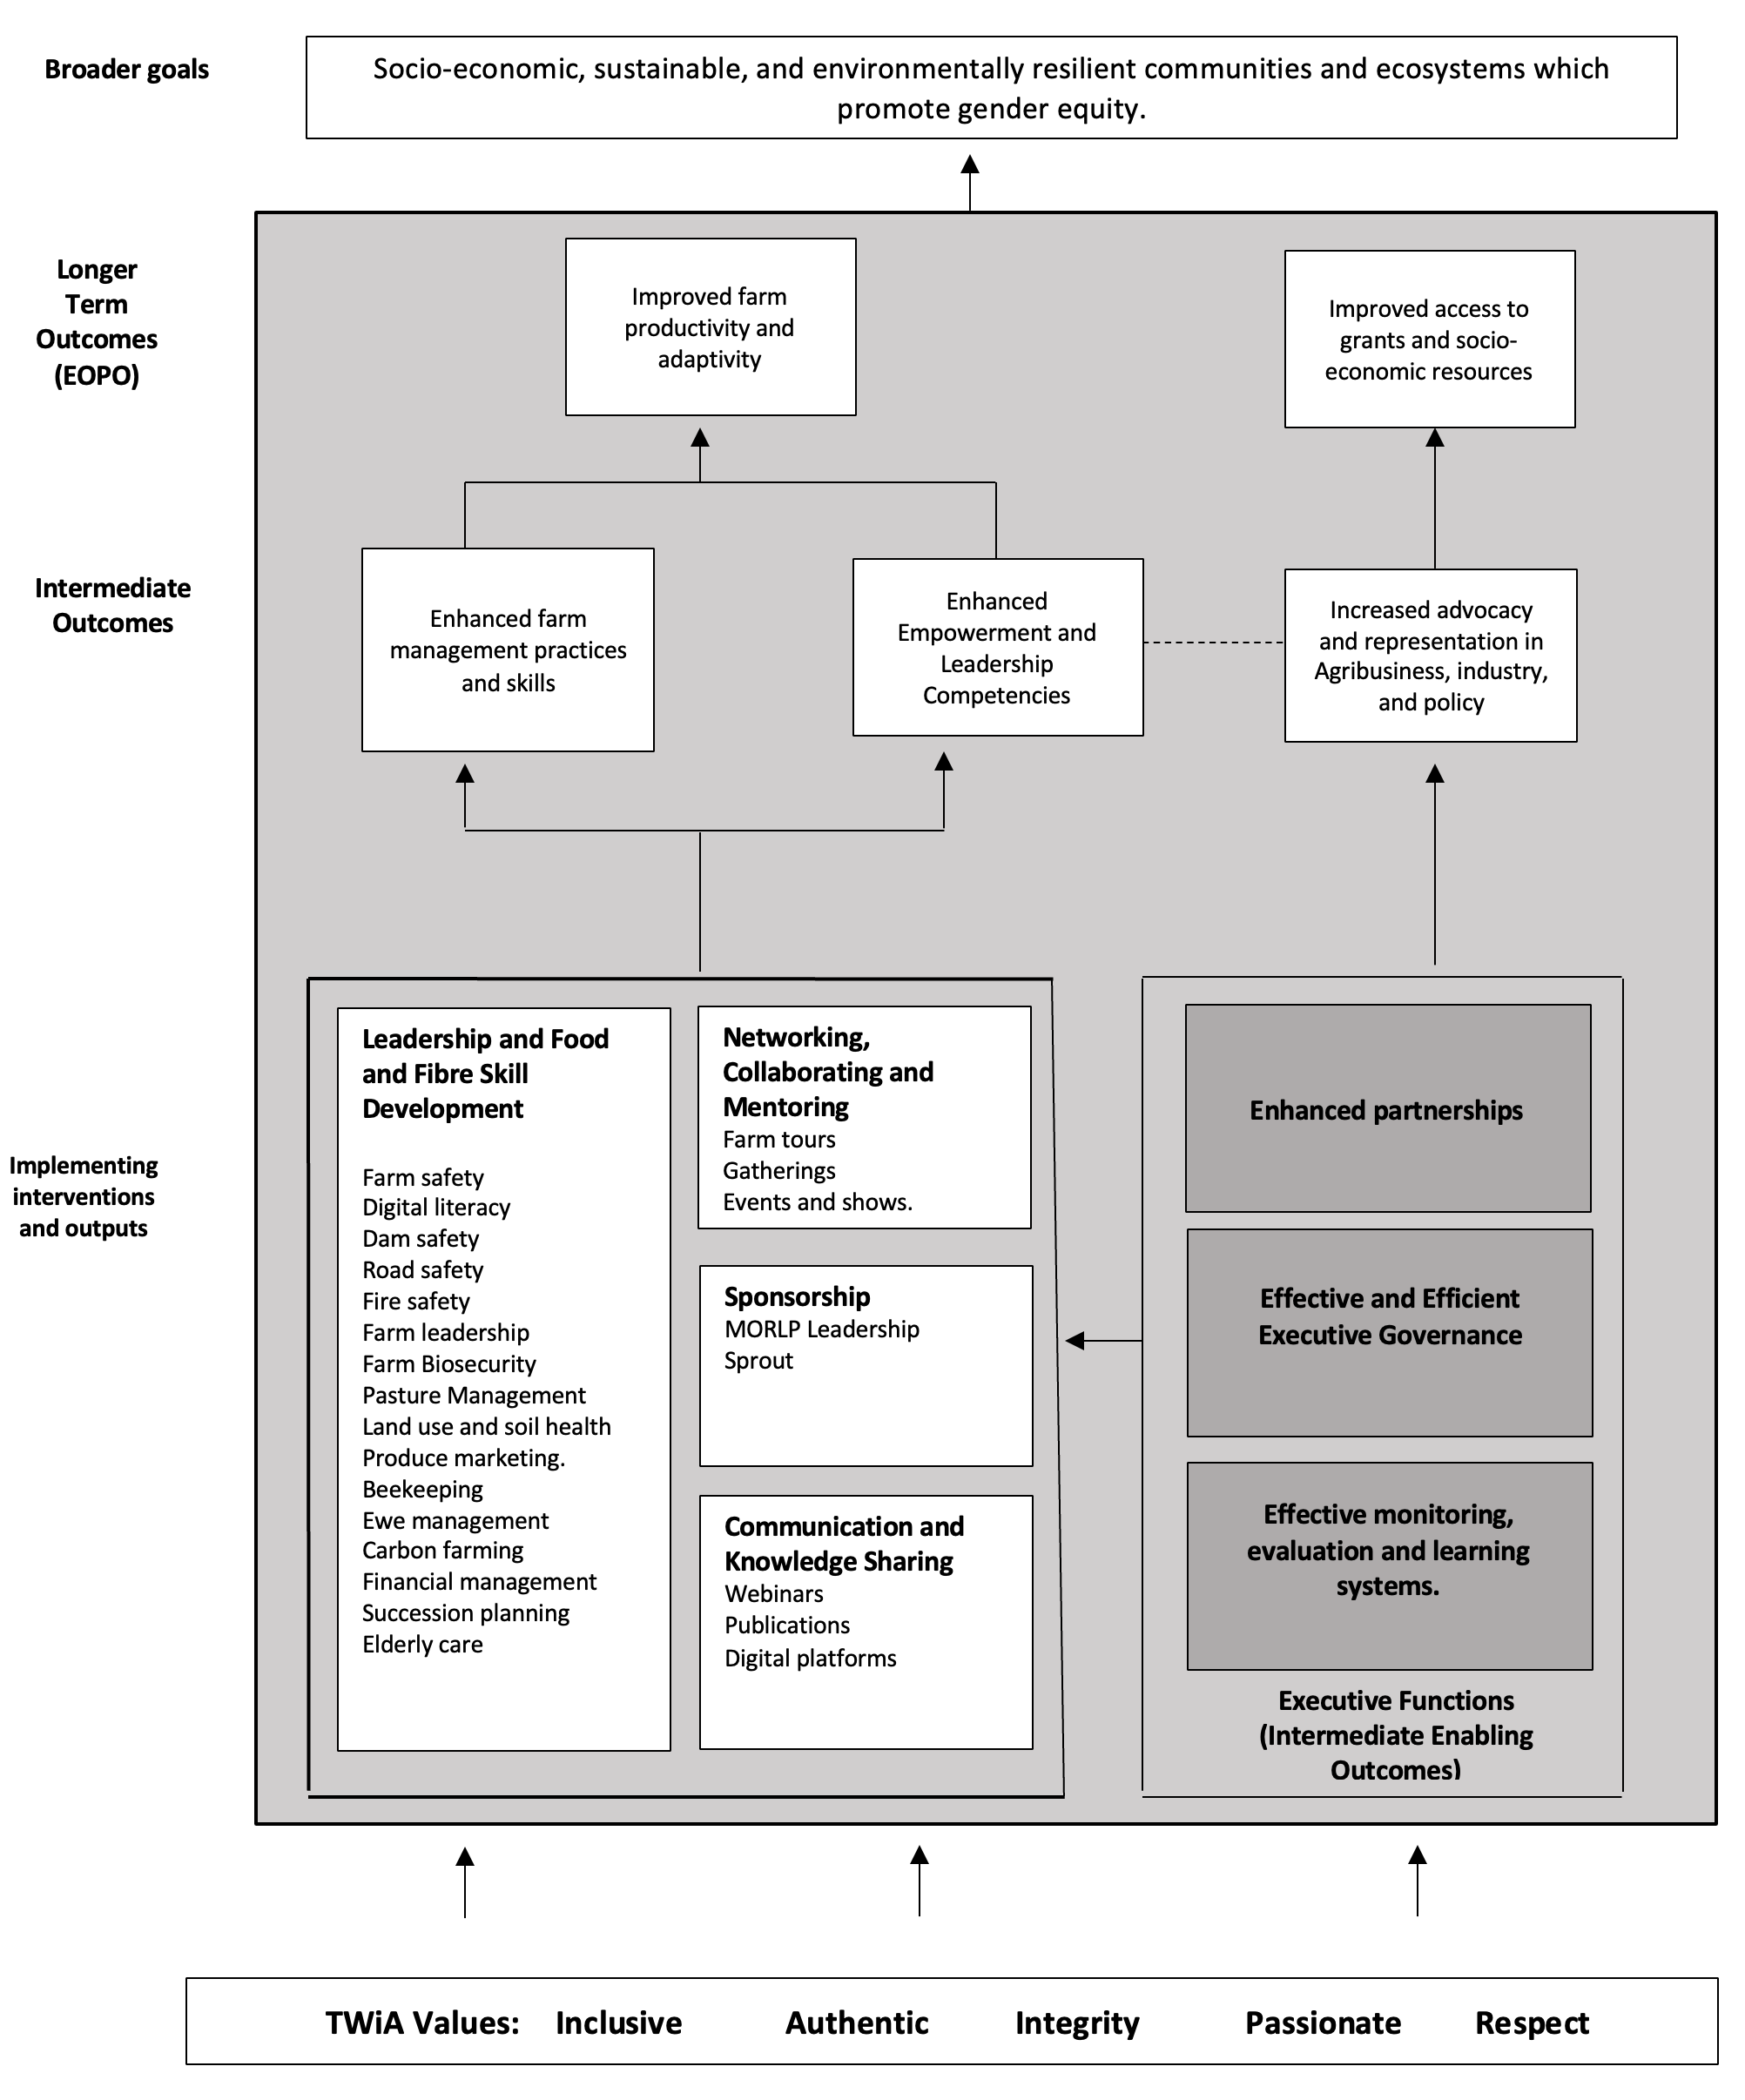 Broader goals
Socio-economic, sustainable, and environmentally resilient communities and ecosystems which
promote gender equity.
Longer
Term
Outcomes
(EOPO)
Improved farm
productivity and
adaptivity
Improved access to
grants and socio-
economic resources
Intermediate
Outcomes
Enhanced farm
management practices
and skills
Enhanced
Empowerment and
Leadership
Competencies
Increased advocacy
and representation in
Agribusiness, industry,
and policy
Implementing
interventions
and outputs
Leadership and Food
and Fibre Skill
Development
Farm safety
Digital literacy
Dam safety
Road safety
Fire safety
Farm leadership
Farm Biosecurity
Pasture Management
Land use and soil health
Produce marketing.
Beekeeping
Ewe management
Carbon farming
Financial management
Succession planning
Elderly care
Networking,
Collaborating and
Mentoring
Farm tours
Gatherings
Events and shows.
Sponsorship
MORLP Leadership
Sprout
Communication and
Knowledge Sharing
Webinars
Publications
Digital platforms
Enhanced partnerships
Effective and Efficient
Executive Governance
Effective monitoring,
evaluation and learning
systems.
Executive Functions
(Intermediate Enabling
Outcomes)
TWiA Values: Inclusive Authentic Integrity Passionate Respect